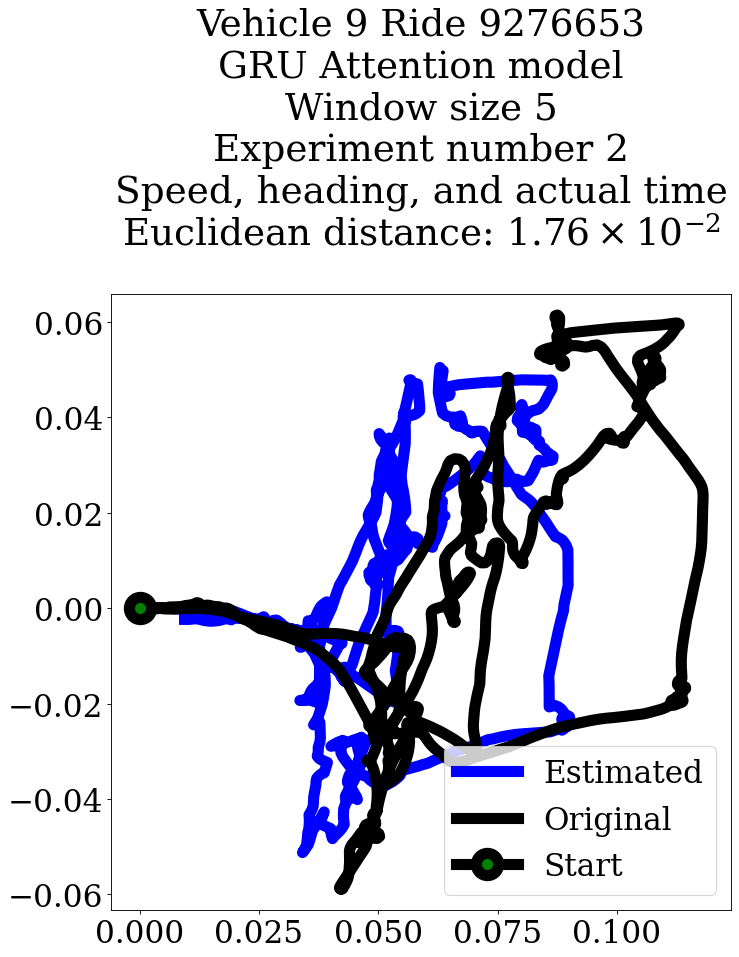 Vehicle 9 Ride 9276653
GRU Attention model
Window size 5
Experiment number 2
Speed, heading, and actual time
Euclidean distance: 1.76 × 10⁻²
0.06
0.04
0.02
0.00
−0.02
−0.04
−0.06
Estimated
Original
Start
0.000 0.025 0.050 0.075 0.100